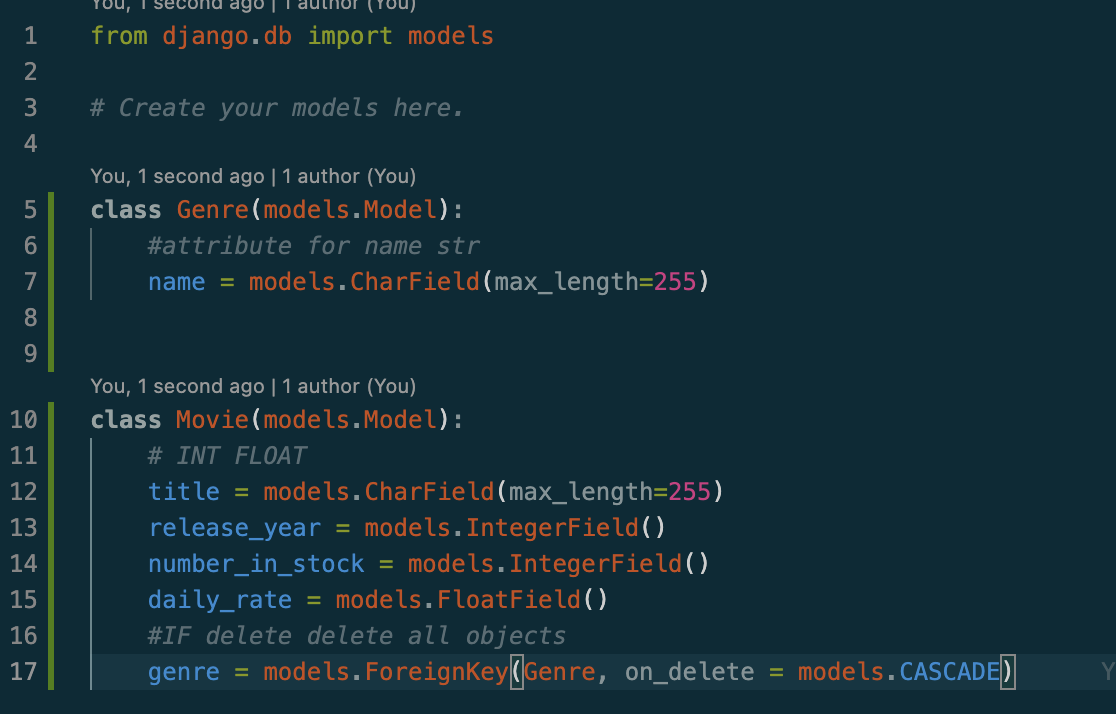 You, 1 second ago | 1 author (You)
1 from django.db import models
2
3 # Create your models here.
4
You, 1 second ago | 1 author (You)
5 class Genre(models.Model):
6     #attribute for name str
7     name = models.CharField(max_length=255)
8
9
You, 1 second ago | 1 author (You)
10 class Movie(models.Model):
11     # INT FLOAT
12     title = models.CharField(max_length=255)
13     release_year = models.IntegerField()
14     number_in_stock = models.IntegerField()
15     daily_rate = models.FloatField()
16     #IF delete delete all objects
17     genre = models.ForeignKey(Genre, on_delete = models.CASCADE)